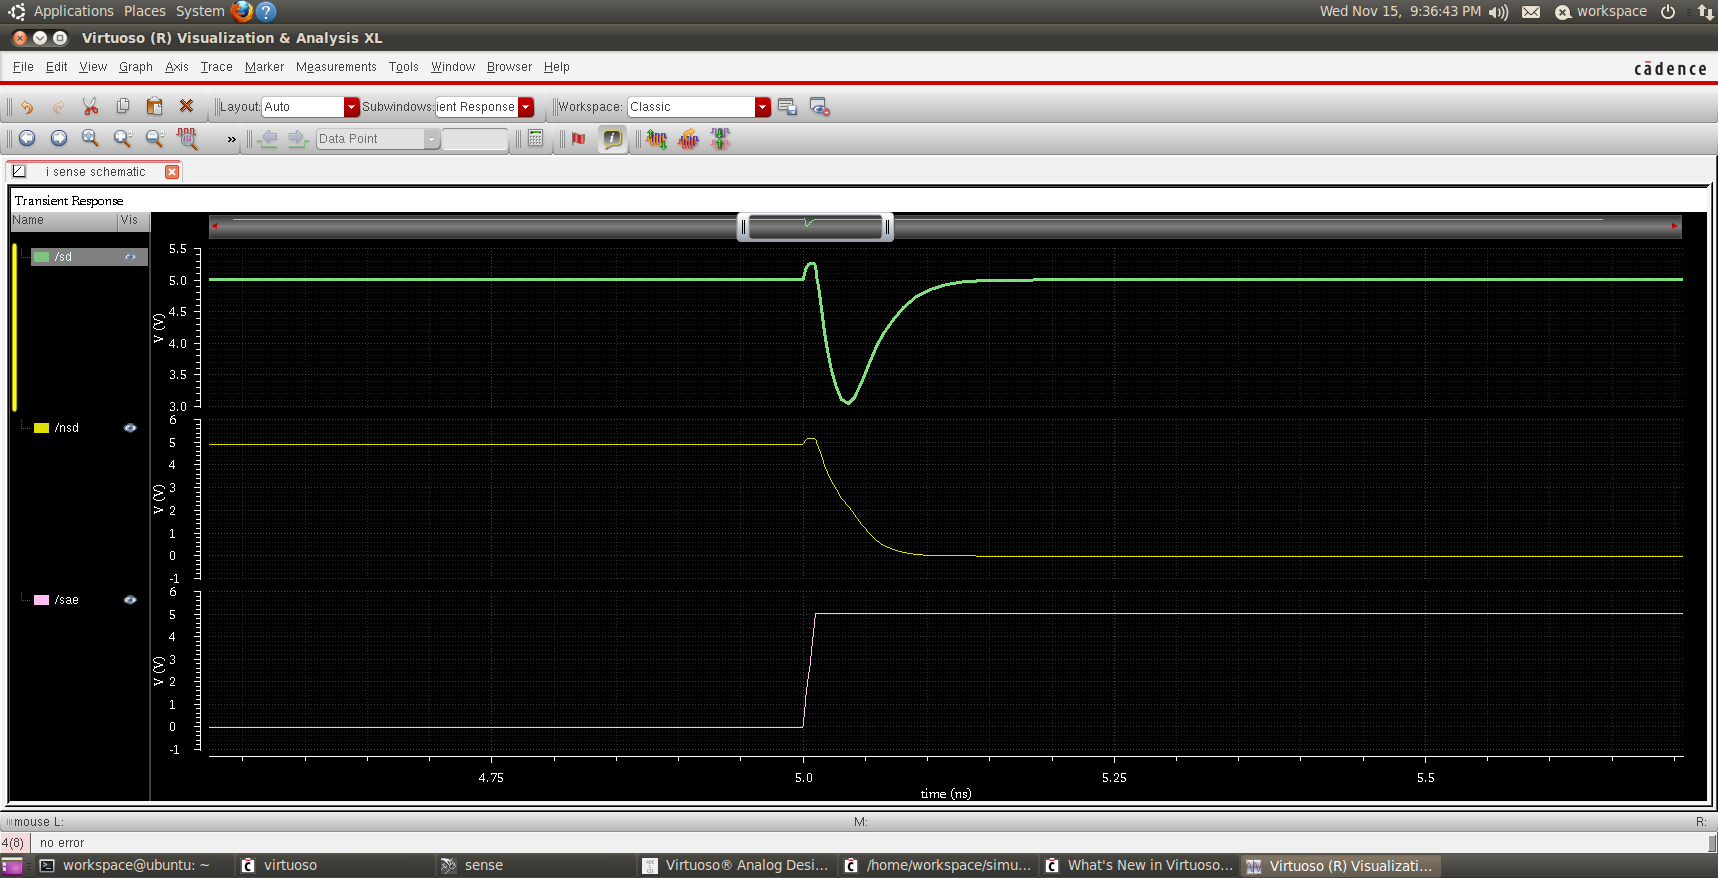 Applications Places System Wed Nov 15, 9:36:43 PM workspace
Virtuoso (R) Visualization & Analysis XL
File Edit View Graph Axis Trace Marker Measurements Tools Window Browser Help
cādence
Layout: Auto Subwindows: ient Response Workspace: Classic
» Data Point
i sense schematic
Transient Response
Name Vis
/sd
5.5
5.0
4.5
4.0
3.5
3.0
V (V)
/nsd
6
5
4
3
2
1
0
-1
V (V)
/sae
6
5
4
3
2
1
0
-1
V (V)
4.75 5.0 5.25 5.5
time (ns)
mouse L: M: R:
4(8) no error
workspace@ubuntu: ~ virtuoso sense Virtuoso® Analog Desi... /home/workspace/simu... What's New in Virtuoso... Virtuoso (R) Visualizati...